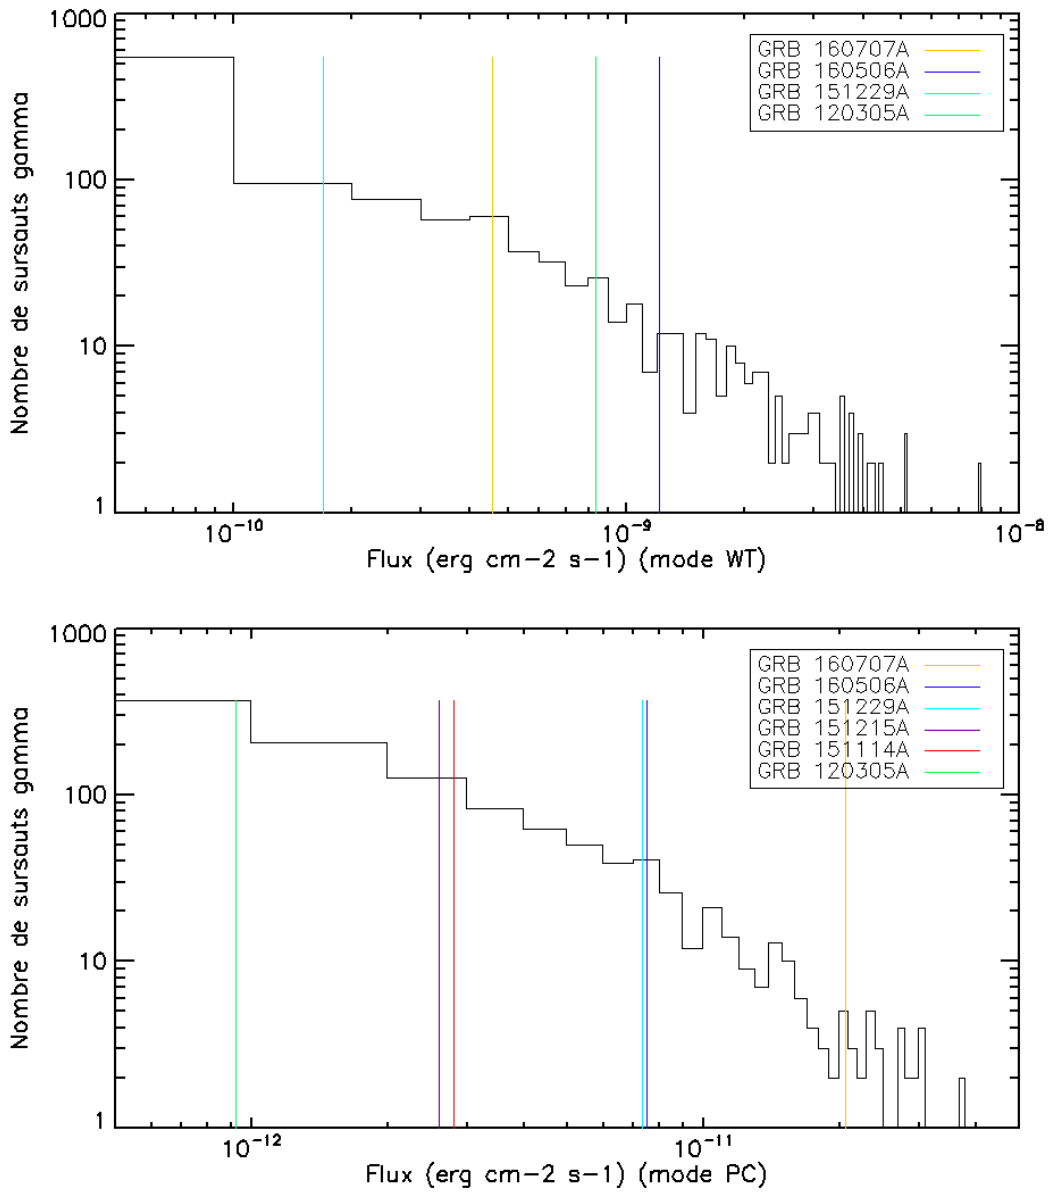 1000
100
10
1
Nombre de sursauts gamma
GRB 160707A
GRB 160506A
GRB 151229A
GRB 120305A
10−10
10−9
10−8
Flux (erg cm−2 s−1) (mode WT)
1000
100
10
1
Nombre de sursauts gamma
GRB 160707A
GRB 160506A
GRB 151229A
GRB 151215A
GRB 151114A
GRB 120305A
10−12
10−11
Flux (erg cm−2 s−1) (mode PC)